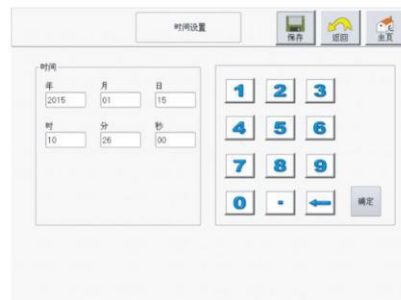 时间设置
保存
返回
主页
时间
年 月 日
2015 01 15
时 分 秒
10 26 00
1 2 3
4 5 6
7 8 9
0 .
确定